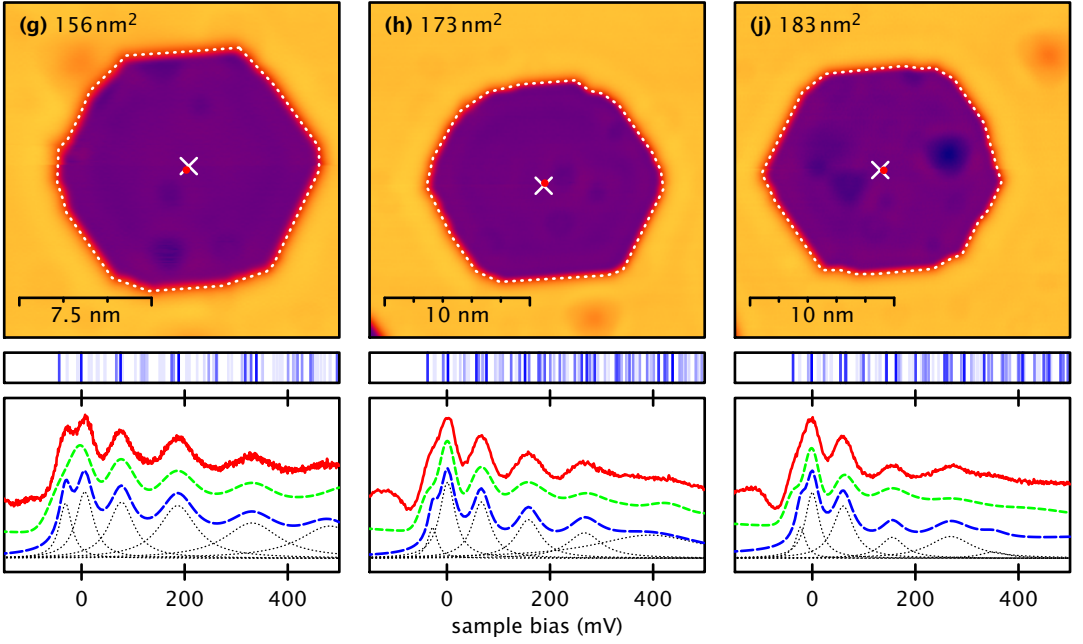 (g) 156 nm²
(h) 173 nm²
(j) 183 nm²
7.5 nm
10 nm
10 nm
0 200 400
0 200 400
0 200 400
sample bias (mV)